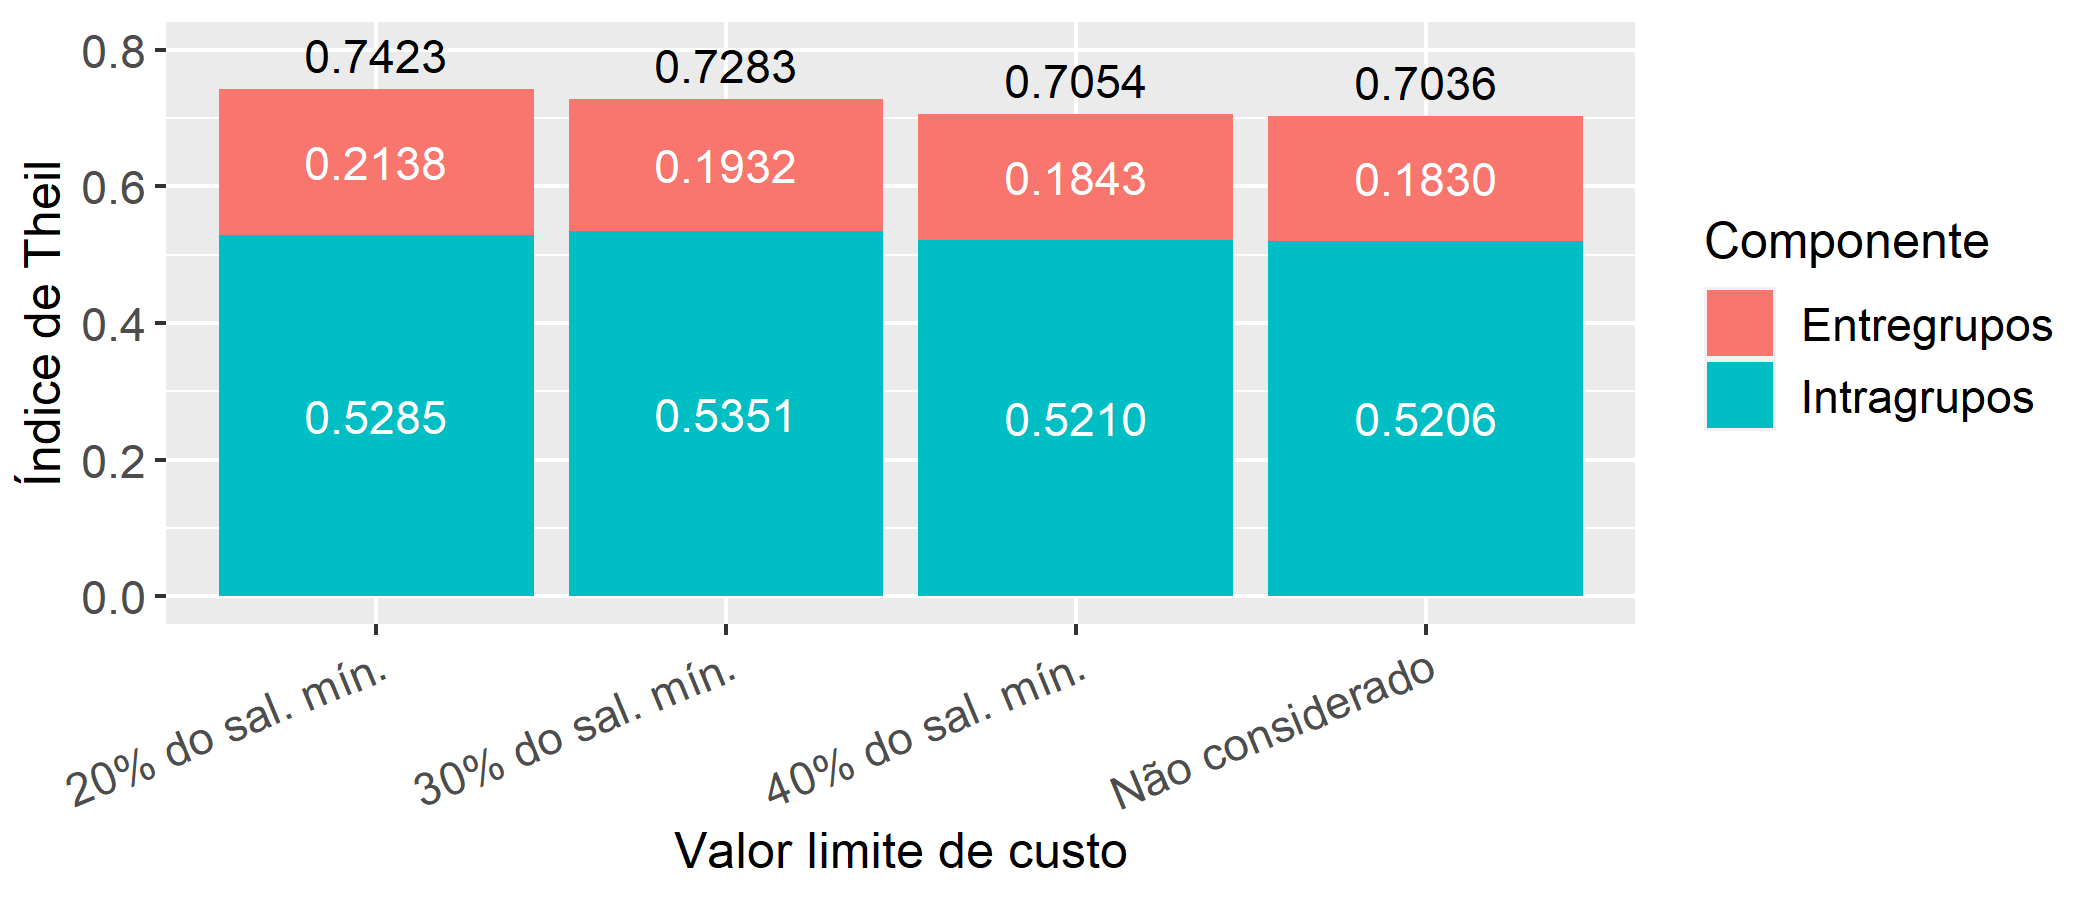 Índice de Theil
0.8
0.6
0.4
0.2
0.0
0.7423
0.7283
0.7054
0.7036
0.2138
0.1932
0.1843
0.1830
0.5285
0.5351
0.5210
0.5206
20% do sal. mín.
30% do sal. mín.
40% do sal. mín.
Não considerado
Valor limite de custo
Componente
Entregrupos
Intragrupos